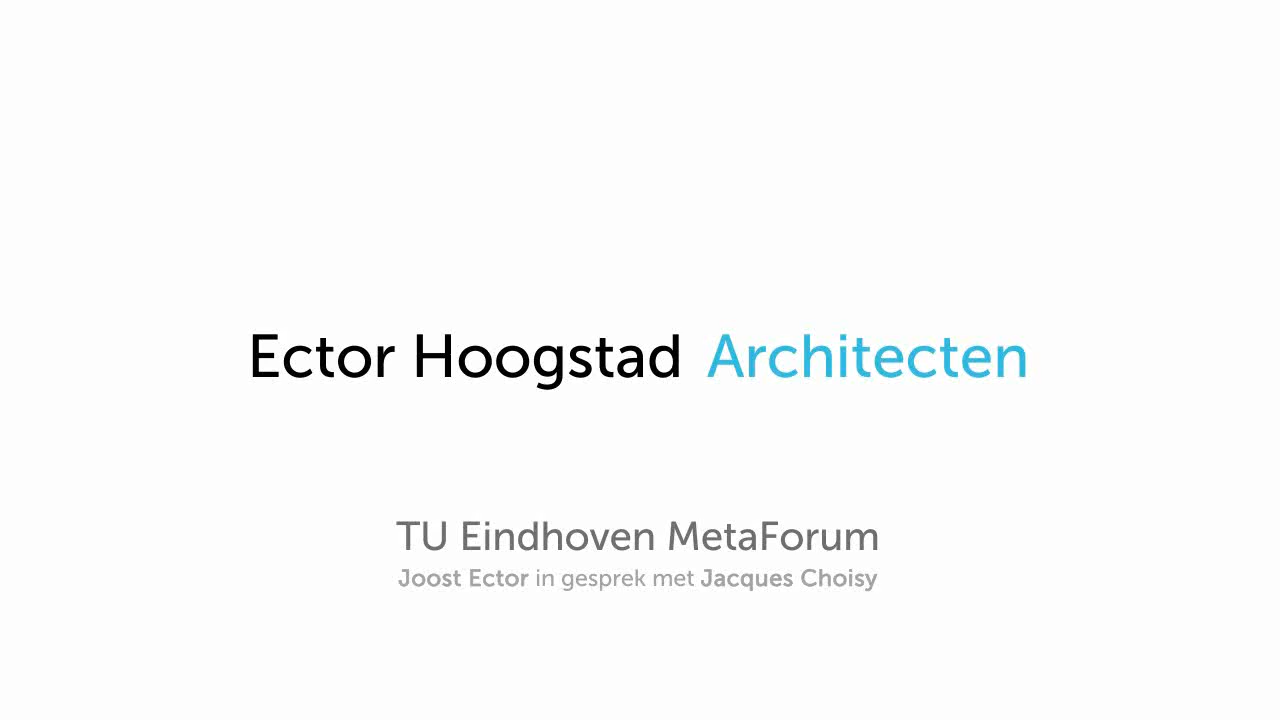 Ector Hoogstad Architecten
TU Eindhoven MetaForum
Joost Ector in gesprek met Jacques Choisy